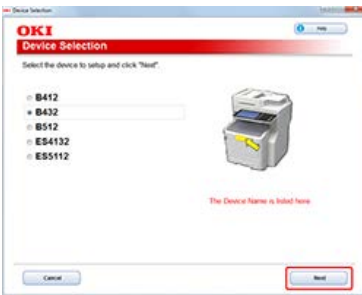 Device Selection
OKI
Device Selection
Select the device to setup and click "Next".
B412
B432
B512
ES4132
ES5112
The Device Name is listed here
Cancel
Next